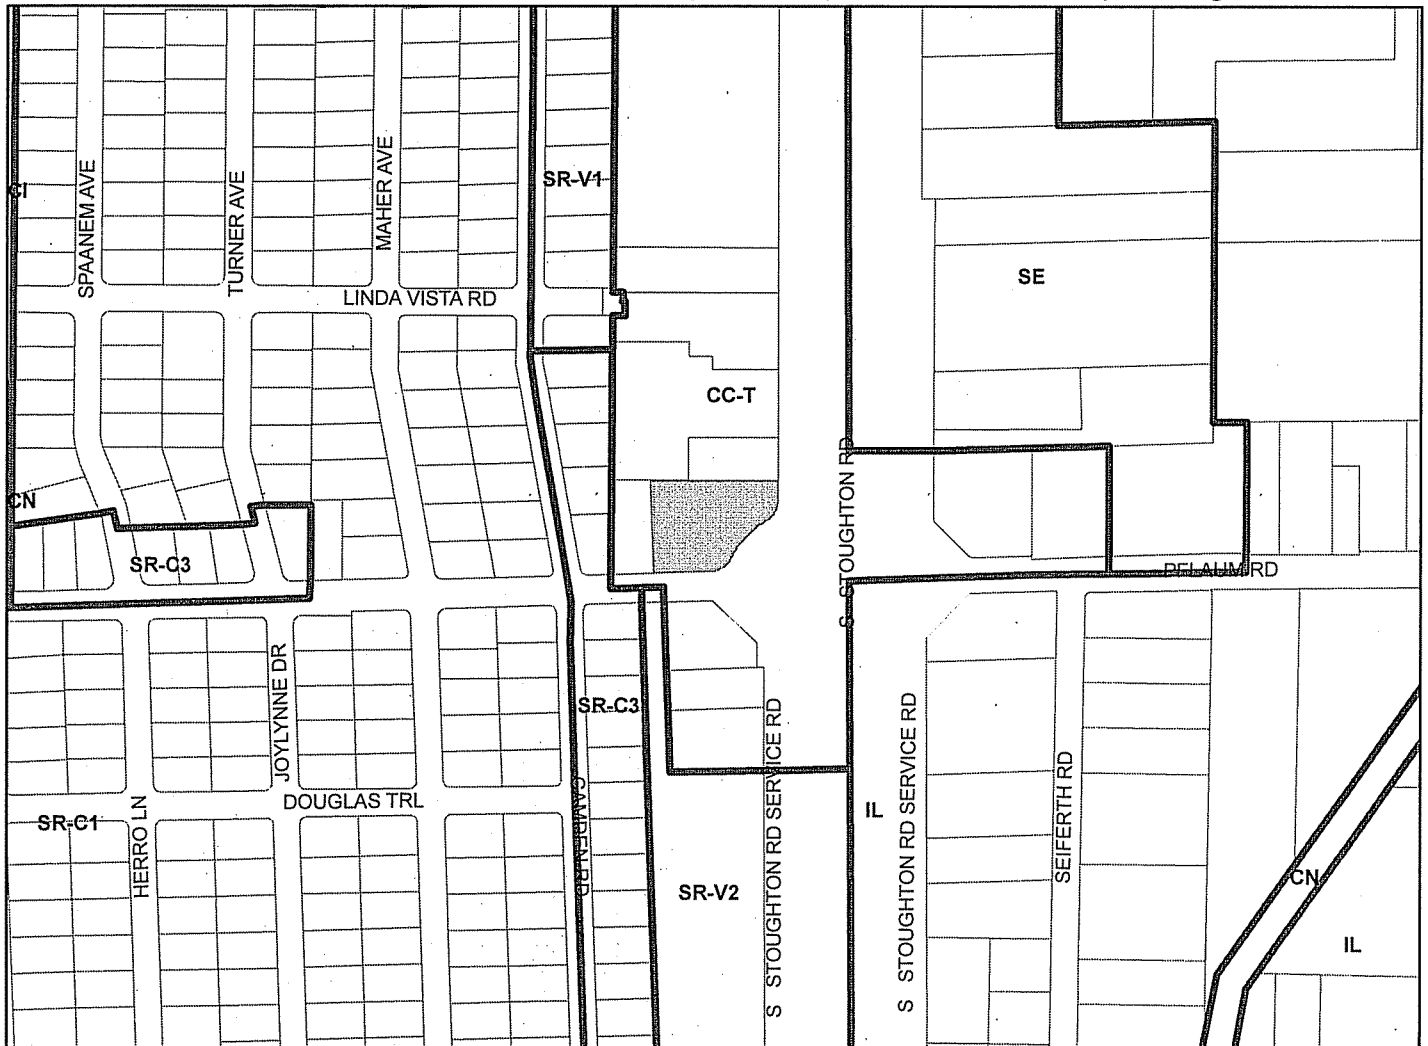 SR-V1
CI
SPAANEM AVE
TURNER AVE
MAHER AVE
LINDA VISTA RD
SE
CC-T
S STOUGHTON RD
CN
SR-C3
PFLAUM RD
JOYLYNNE DR
SR-C3
S STOUGHTON RD SERVICE RD
S STOUGHTON RD SERVICE RD
SEIFERTH RD
DOUGLAS TRL
CAMDEN RD
IL
SR-C1
HERRO LN
SR-V2
CN
IL